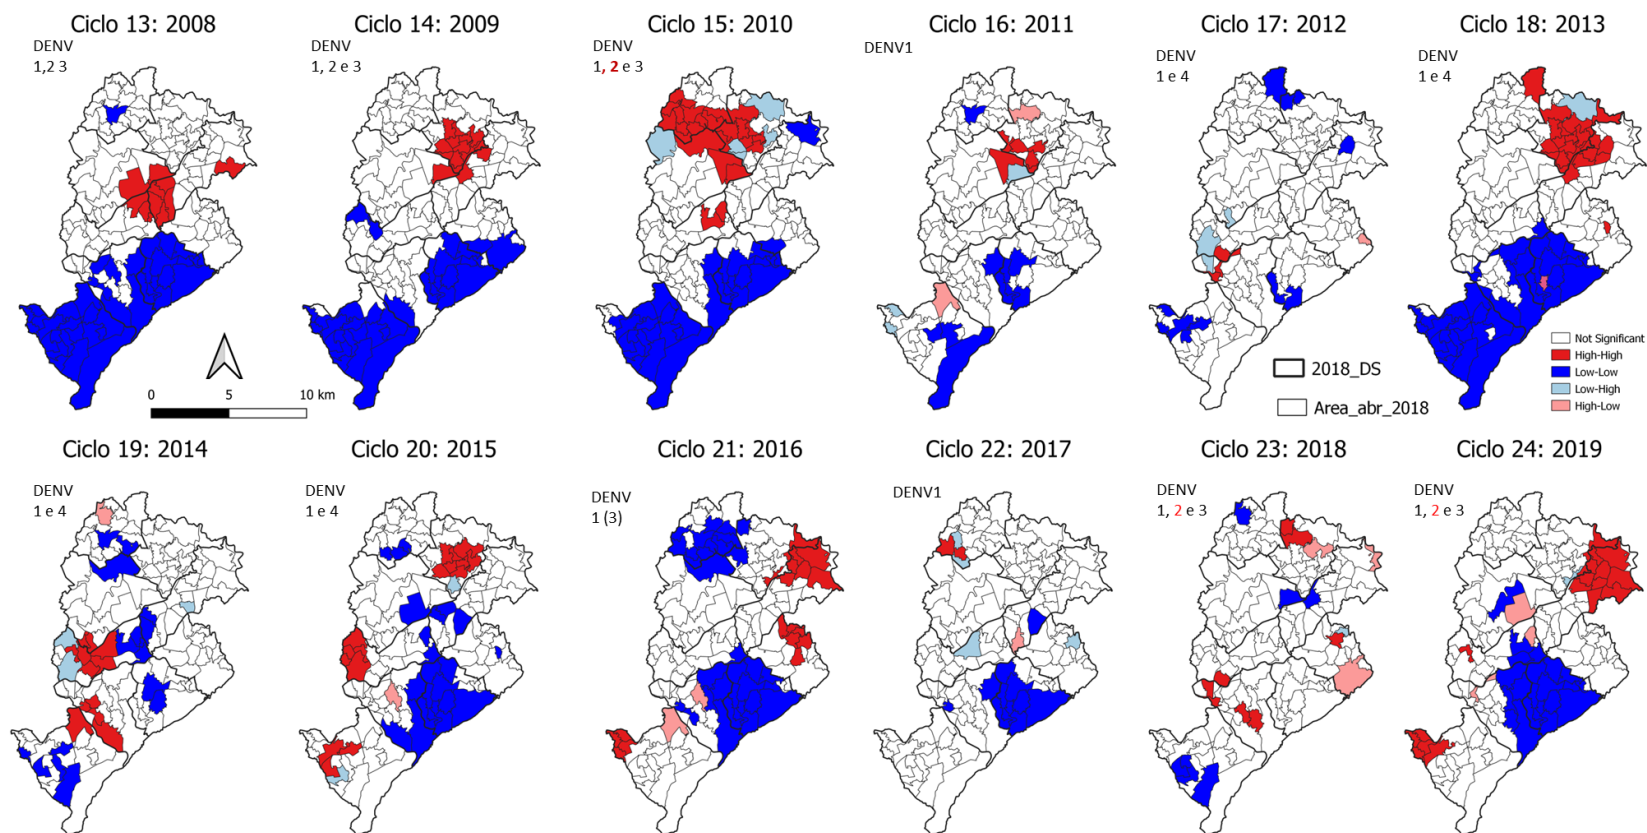 Ciclo 13: 2008
DENV
1,2 3
Ciclo 14: 2009
DENV
1, 2 e 3
Ciclo 15: 2010
DENV
1, 2 e 3
Ciclo 16: 2011
DENV1
Ciclo 17: 2012
DENV
1 e 4
Ciclo 18: 2013
DENV
1 e 4
0 5 10 km
2018_DS
Area_abr_2018
Not Significant
High-High
Low-Low
Low-High
High-Low
Ciclo 19: 2014
DENV
1 e 4
Ciclo 20: 2015
DENV
1 e 4
Ciclo 21: 2016
DENV
1 (3)
Ciclo 22: 2017
DENV1
Ciclo 23: 2018
DENV
1, 2 e 3
Ciclo 24: 2019
DENV
1, 2 e 3